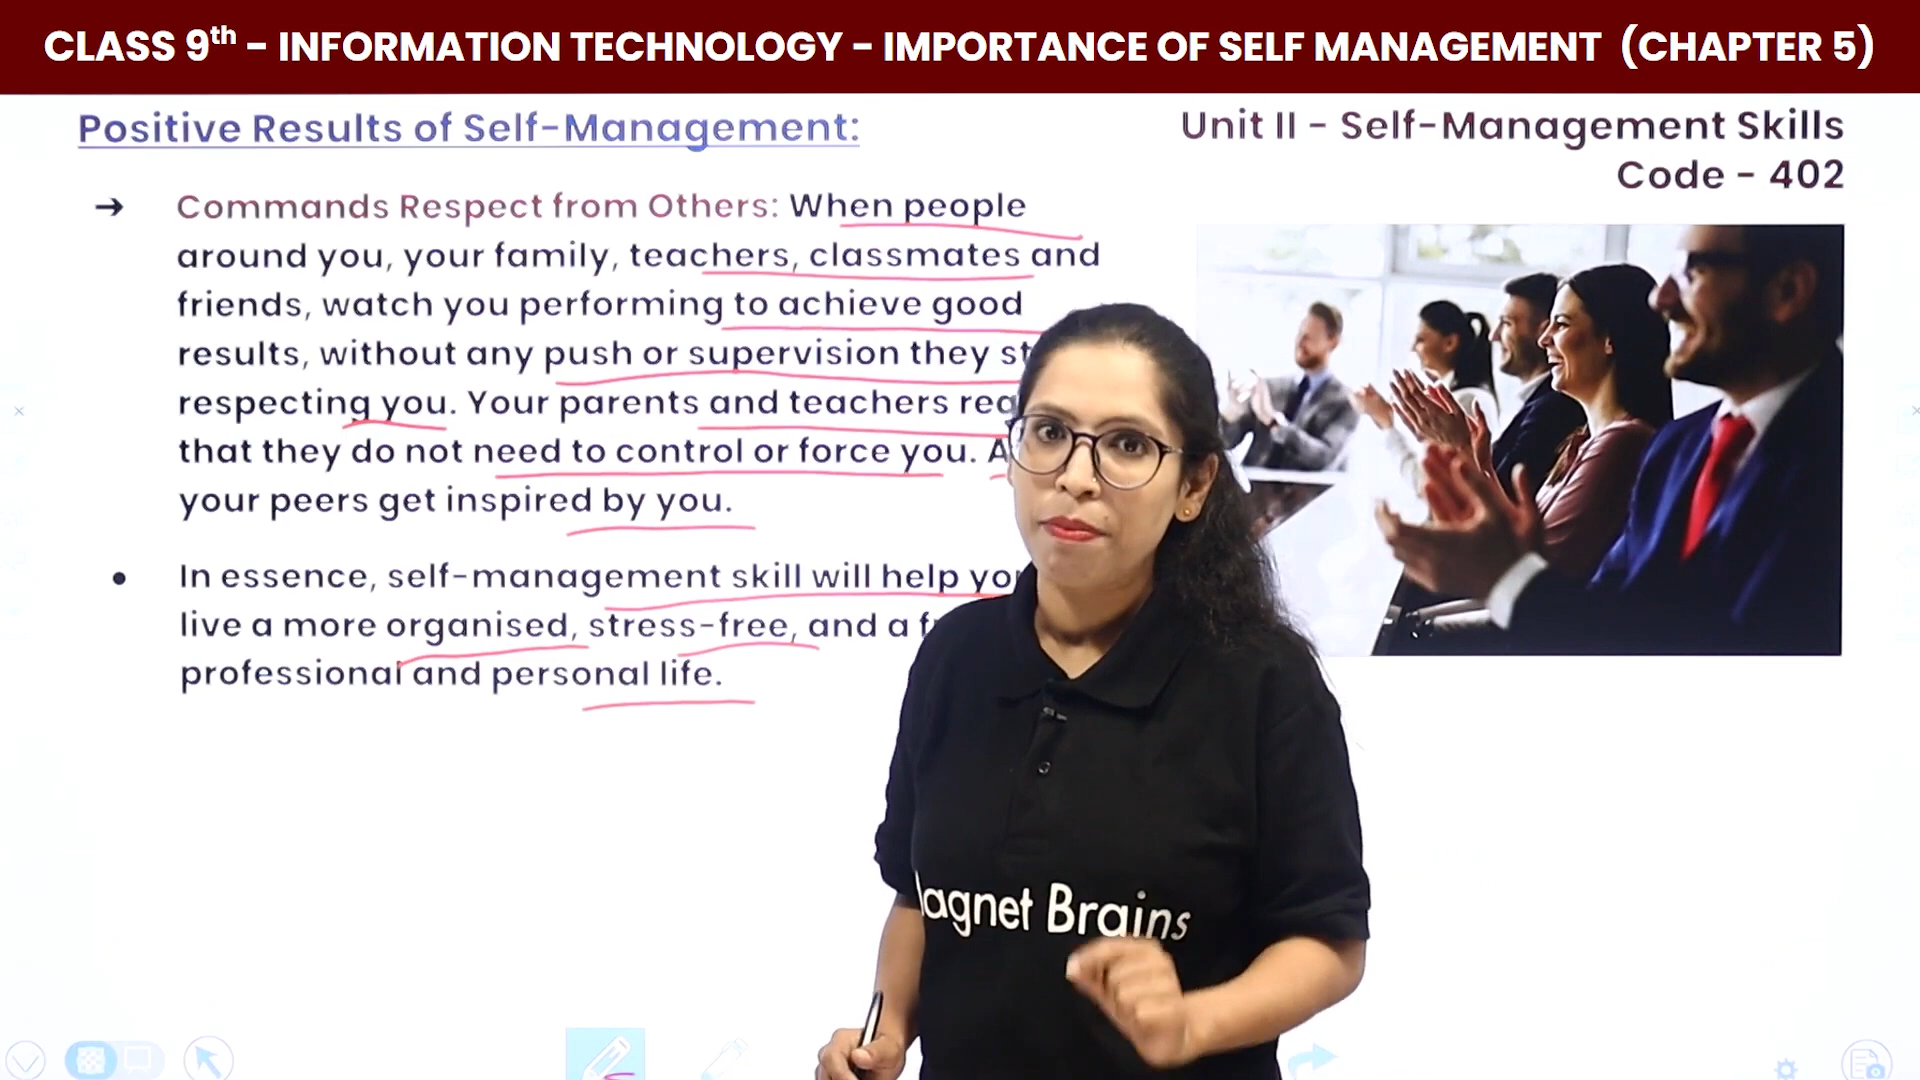 CLASS 9th – INFORMATION TECHNOLOGY – IMPORTANCE OF SELF MANAGEMENT (CHAPTER 5)
Positive Results of Self-Management:
Unit II - Self-Management Skills
Code - 402
➔ Commands Respect from Others: When people
around you, your family, teachers, classmates and
friends, watch you performing to achieve good
results, without any push or supervision they
respecting you. Your parents and teachers
that they do not need to control or force you.
your peers get inspired by you.
• In essence, self-management skill will help
live a more organised, stress-free, and a
professional and personal life.
Brains